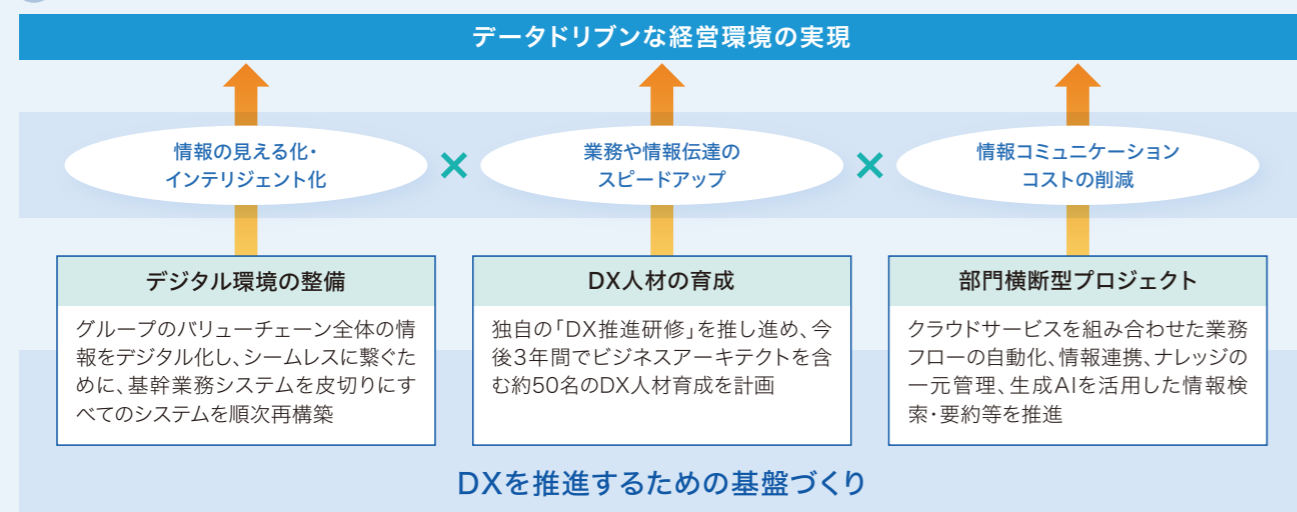 データドリブンな経営環境の実現
情報の見える化・
インテリジェント化
×
業務や情報伝達の
スピードアップ
×
情報コミュニケーション
コストの削減
デジタル環境の整備
グループのバリューチェーン全体の情
報をデジタル化し、シームレスに繋ぐた
めに、基幹業務システムを皮切りにす
べてのシステムを順次再構築
DX人材の育成
独自の「DX推進研修」を推し進め、今
後3年間でビジネスアーキテクトを含
む約50名のDX人材育成を計画
部門横断型プロジェクト
クラウドサービスを組み合わせた業務
フローの自動化、情報連携、ナレッジの
一元管理、生成AIを活用した情報検
索・要約等を推進
DXを推進するための基盤づくり